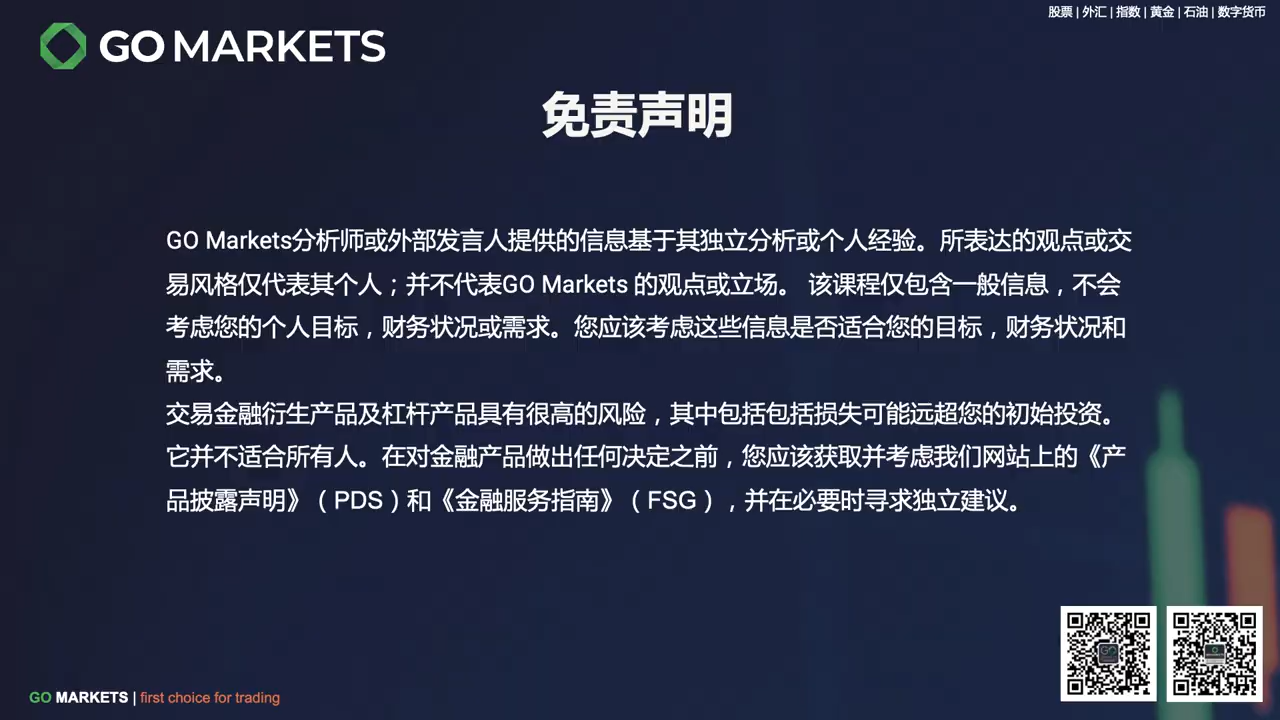 股票 | 外汇 | 指数 | 黄金 | 石油 | 数字货币
GO MARKETS
免责声明
GO Markets分析师或外部发言人提供的信息基于其独立分析或个人经验。所表达的观点或交
易风格仅代表其个人；并不代表GO Markets 的观点或立场。 该课程仅包含一般信息，不会
考虑您的个人目标，财务状况或需求。您应该考虑这些信息是否适合您的目标，财务状况和
需求。
交易金融衍生产品及杠杆产品具有很高的风险，其中包括包括损失可能远超您的初始投资。
它并不适合所有人。在对金融产品做出任何决定之前，您应该获取并考虑我们网站上的《产
品披露声明》（PDS）和《金融服务指南》（FSG），并在必要时寻求独立建议。
GO MARKETS | first choice for trading